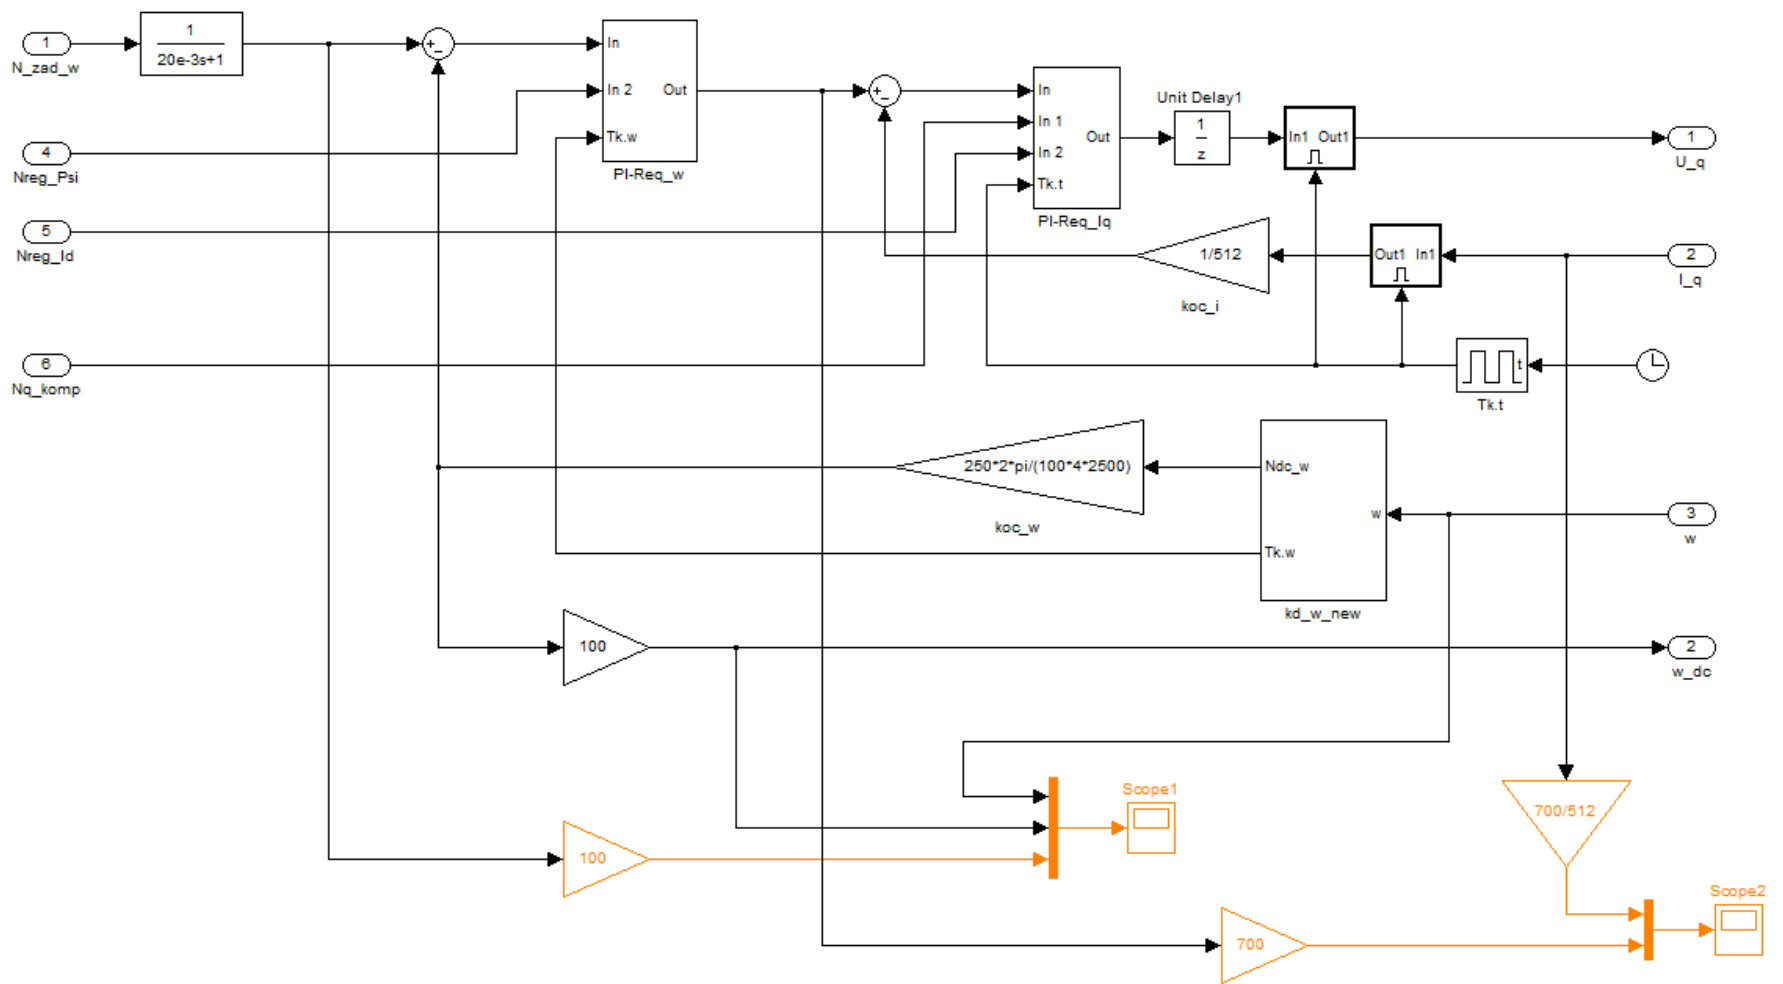 1
N_zad_w
1
20e-3s+1
+
−
In
In 2
Tk.w
Out
PI-Req_w
4
Nreg_Psi
5
Nreg_Id
6
Nq_komp
+
−
In
In 1
In 2
Tk.t
Out
PI-Req_Iq
Unit Delay1
1
z
In1 Out1
1
U_q
1/512
koc_i
Out1 In1
2
I_q
t
Tk.t
250*2*pi/(100*4*2500)
koc_w
Ndc_w
w
Tk.w
kd_w_new
3
w
100
2
w_dc
Scope1
100
700/512
Scope2
700